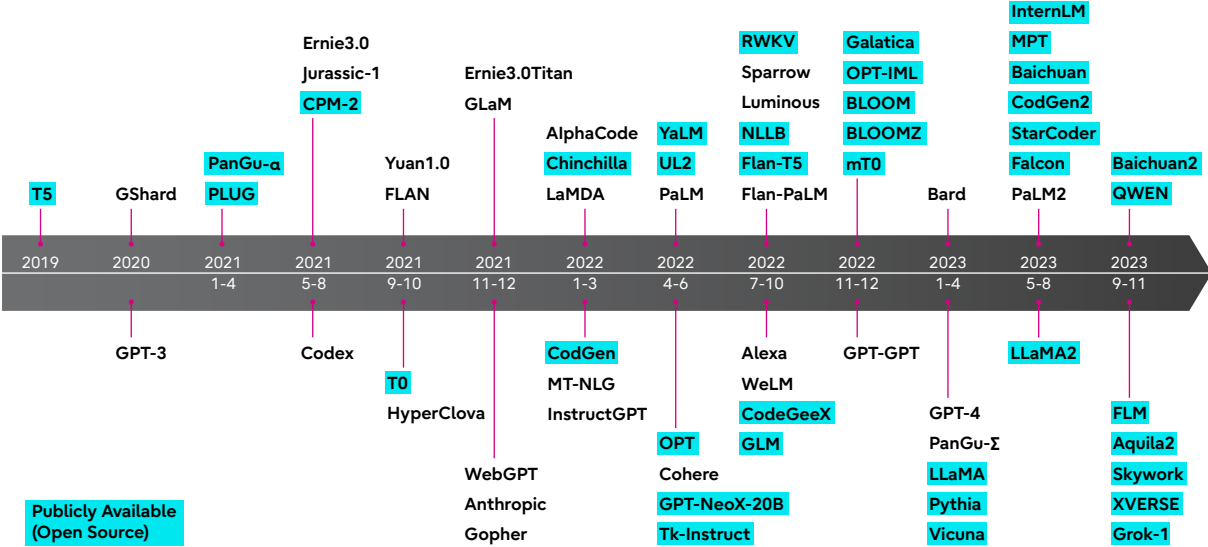 InternLM
Ernie3.0
RWKV
Galatica
MPT
Jurassic-1
Ernie3.0Titan
Sparrow
OPT-IML
Baichuan
CPM-2
GLaM
Luminous
BLOOM
CodGen2
AlphaCode
YaLM
NLLB
BLOOMZ
StarCoder
PanGu-α
Yuan1.0
Chinchilla
UL2
Flan-T5
mT0
Falcon
Baichuan2
T5
GShard
PLUG
FLAN
LaMDA
PaLM
Flan-PaLM
Bard
PaLM2
QWEN
2019
2020
2021
2021
2021
2021
2022
2022
2022
2022
2023
2023
2023
1-4
5-8
9-10
11-12
1-3
4-6
7-10
11-12
1-4
5-8
9-11
GPT-3
Codex
CodGen
Alexa
GPT-GPT
LLaMA2
T0
MT-NLG
WeLM
HyperClova
InstructGPT
CodeGeeX
GPT-4
FLM
OPT
GLM
PanGu-Σ
Aquila2
WebGPT
Cohere
LLaMA
Skywork
Anthropic
GPT-NeoX-20B
Pythia
XVERSE
Gopher
Tk-Instruct
Vicuna
Grok-1
Publicly Available
(Open Source)